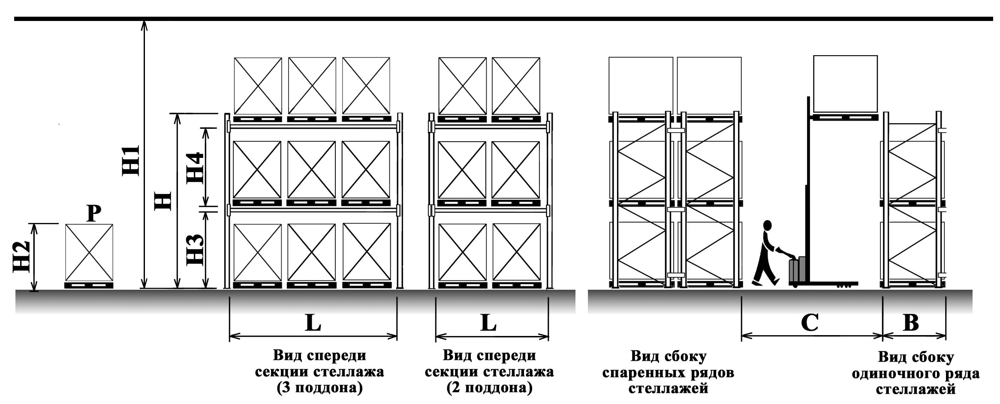 H1
H4
H
P
H2
H3
L
L
C
B
Вид спереди
секции стеллажа
(3 поддона)
Вид спереди
секции стеллажа
(2 поддона)
Вид сбоку
спаренных рядов
стеллажей
Вид сбоку
одиночного ряда
стеллажей